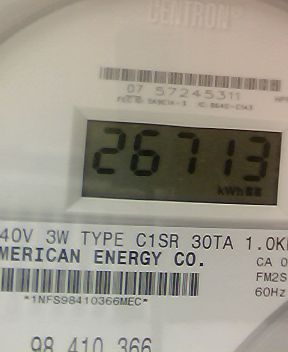 CENTRON®
07 57245311
26713
kWh
40V 3W TYPE C1SR 30TA 1.0K
MERICAN ENERGY CO.
CA 0
FM2S
60Hz
*1NFS98410366MEC*
98 410 366